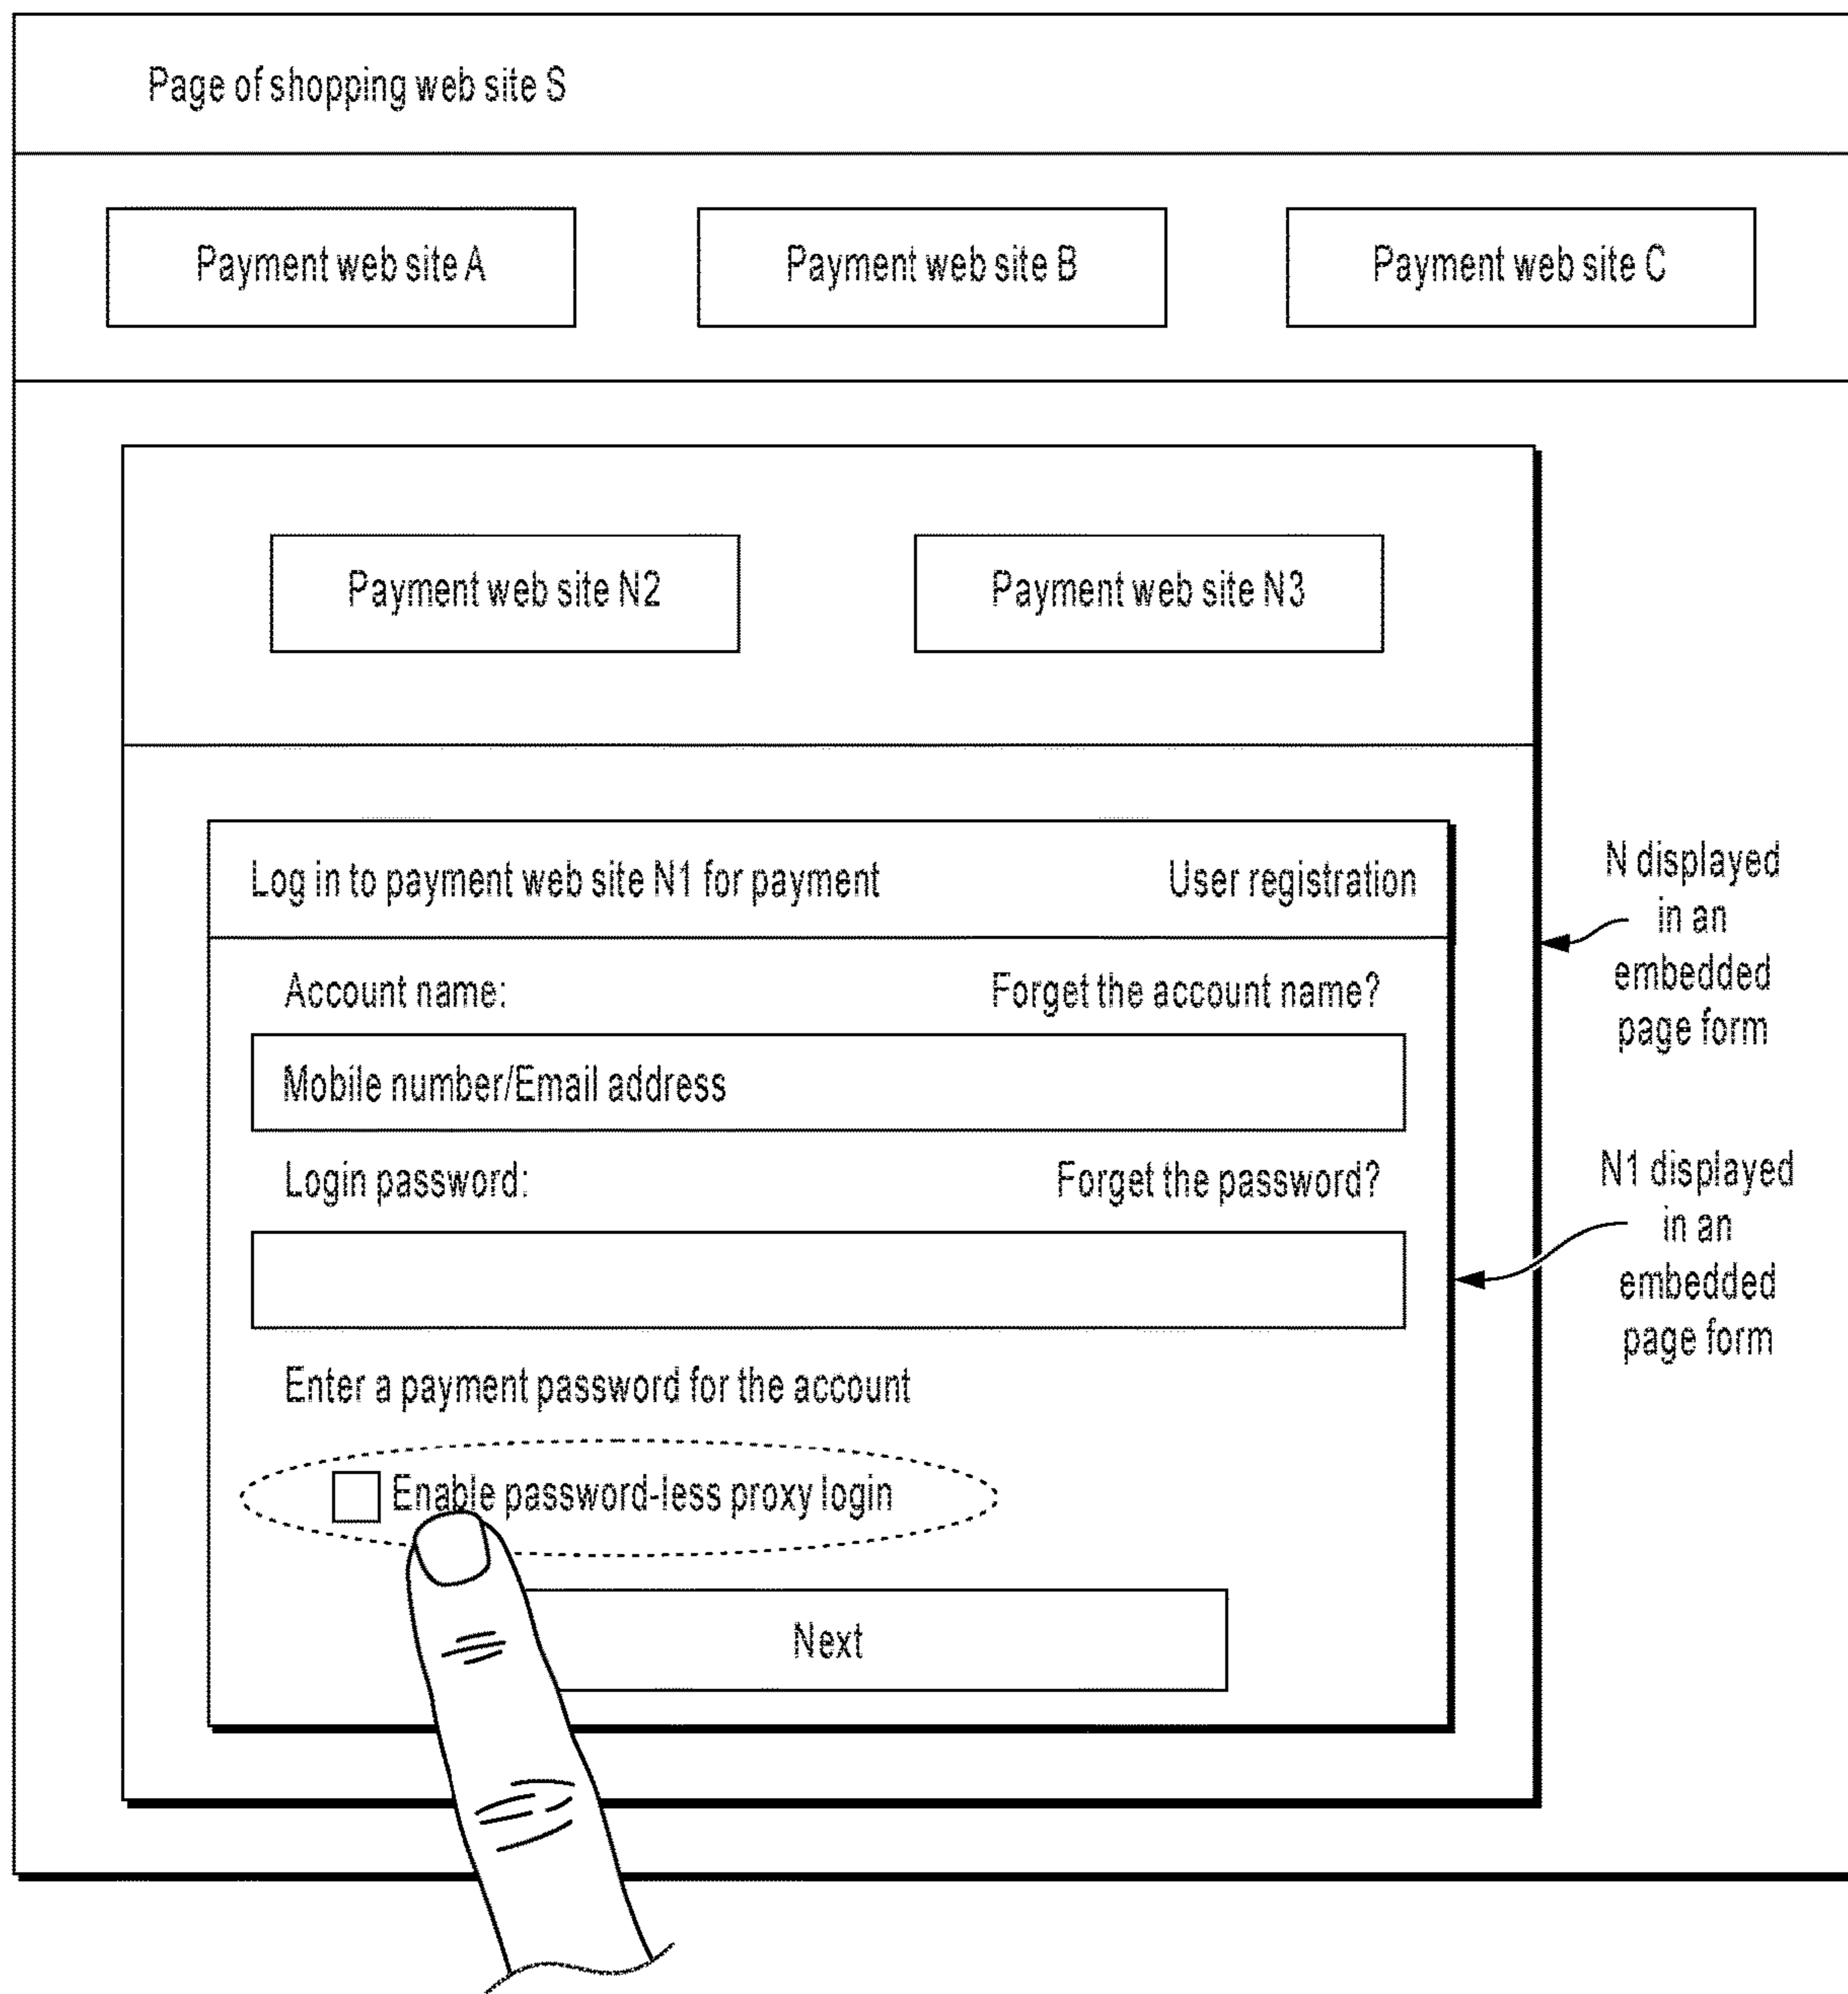 Page of shopping web site S
Payment web site A
Payment web site B
Payment web site C
Payment web site N2
Payment web site N3
Log in to payment web site N1 for payment
User registration
Account name:
Forget the account name?
Mobile number/Email address
Login password:
Forget the password?
Enter a payment password for the account
Enable password-less proxy login
Next
N displayed
in an
embedded
page form
N1 displayed
in an
embedded
page form